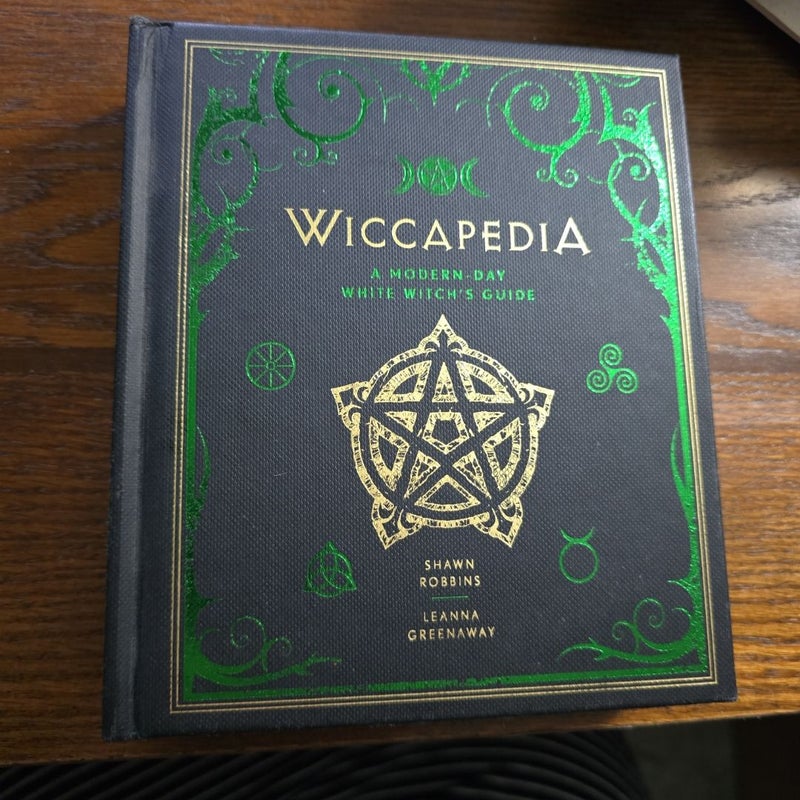 WICCAPEDIA
A MODERN-DAY
WHITE WITCH'S GUIDE
SHAWN
ROBBINS
LEANNA
GREENAWAY